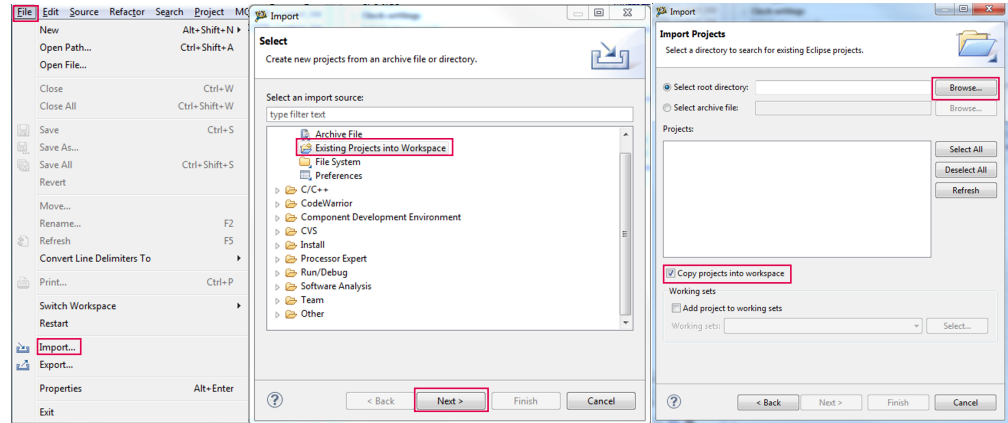 File Edit Source Refactor Search Project
New Alt+Shift+N
Open Path... Ctrl+Shift+A
Open File...
Close Ctrl+W
Close All Ctrl+Shift+W
Save Ctrl+S
Save As...
Save All Ctrl+Shift+S
Revert
Move...
Rename... F2
Refresh F5
Convert Line Delimiters To
Print... Ctrl+P
Switch Workspace
Restart
Import...
Export...
Properties Alt+Enter
Exit
Import
Select
Create new projects from an archive file or directory.
Select an import source:
type filter text
Archive File
Existing Projects into Workspace
File System
Preferences
C/C++
CodeWarrior
Component Development Environment
CVS
Install
Processor Expert
Run/Debug
Software Analysis
Team
Other
< Back Next > Finish Cancel
Import
Import Projects
Select a directory to search for existing Eclipse projects.
Select root directory: Browse...
Select archive file: Browse...
Projects:
Select All
Deselect All
Refresh
Copy projects into workspace
Working sets
Add project to working sets
Working sets: Select...
< Back Next > Finish Cancel